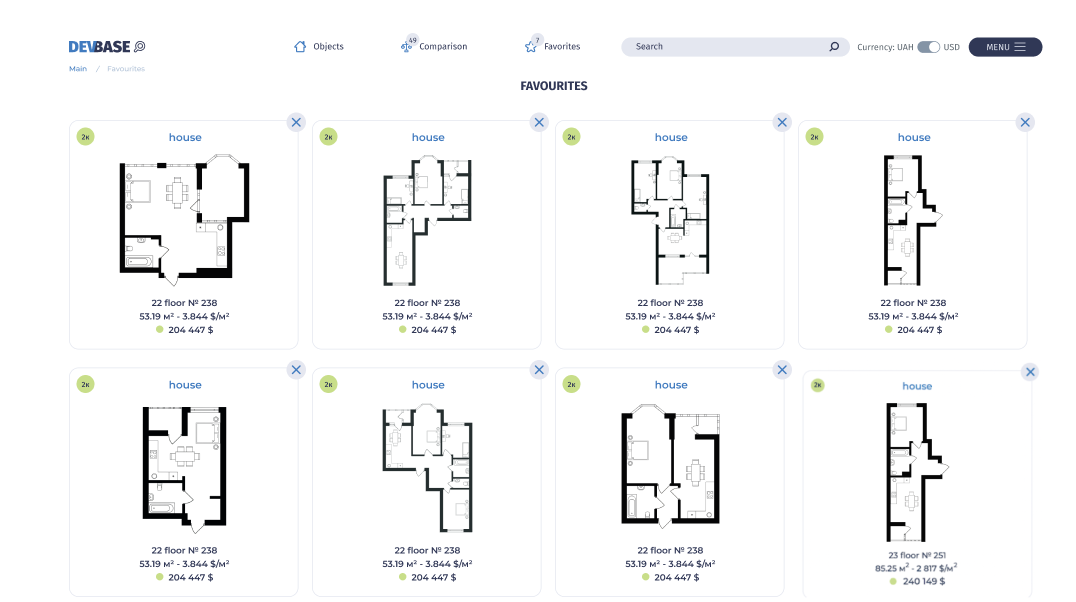 DEVBASE
Objects
49
Comparison
7
Favorites
Search
Currency: UAH
USD
MENU
Main / Favourites
FAVOURITES
2к
house
22 floor № 238
53.19 м² - 3.844 $/м²
204 447 $
2к
house
22 floor № 238
53.19 м² - 3.844 $/м²
204 447 $
2к
house
22 floor № 238
53.19 м² - 3.844 $/м²
204 447 $
2к
house
22 floor № 238
53.19 м² - 3.844 $/м²
204 447 $
2к
house
22 floor № 238
53.19 м² - 3.844 $/м²
204 447 $
2к
house
22 floor № 238
53.19 м² - 3.844 $/м²
204 447 $
2к
house
22 floor № 238
53.19 м² - 3.844 $/м²
204 447 $
2к
house
23 floor № 251
85.25 м² - 2 817 $/м²
240 149 $